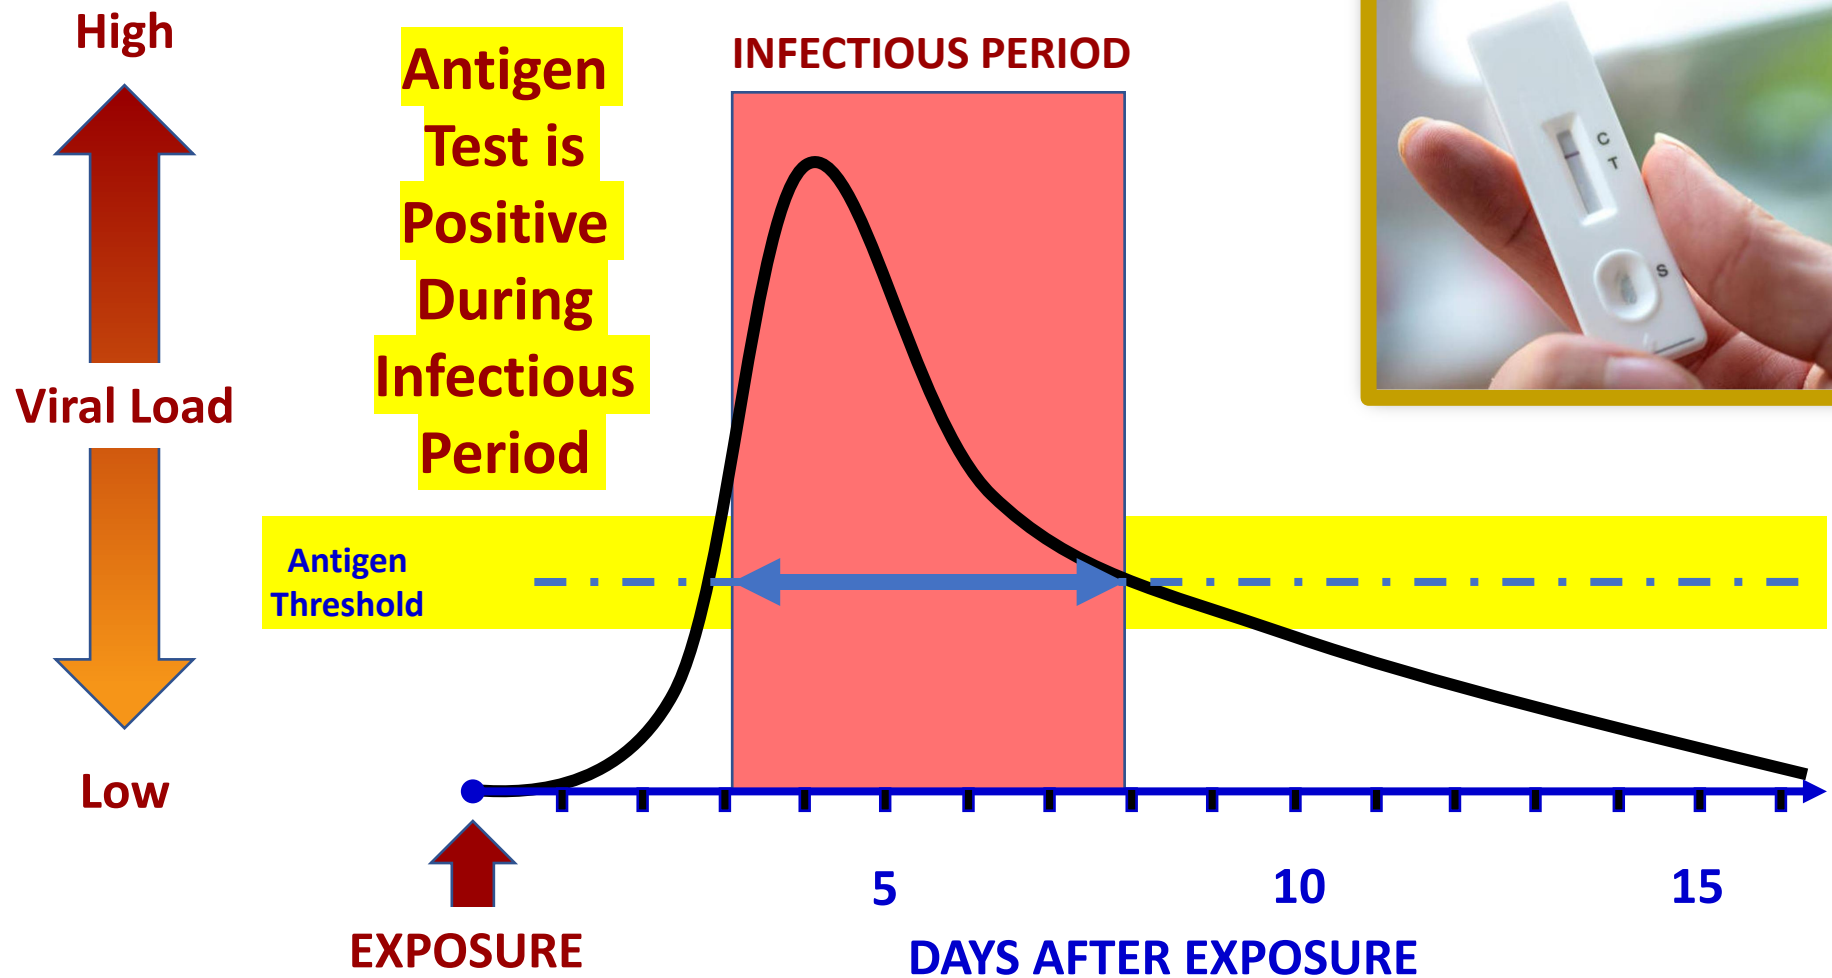 High
Viral Load
Low
Antigen
Test is
Positive
During
Infectious
Period
INFECTIOUS PERIOD
C
T
S
Antigen
Threshold
5
10
15
EXPOSURE
DAYS AFTER EXPOSURE